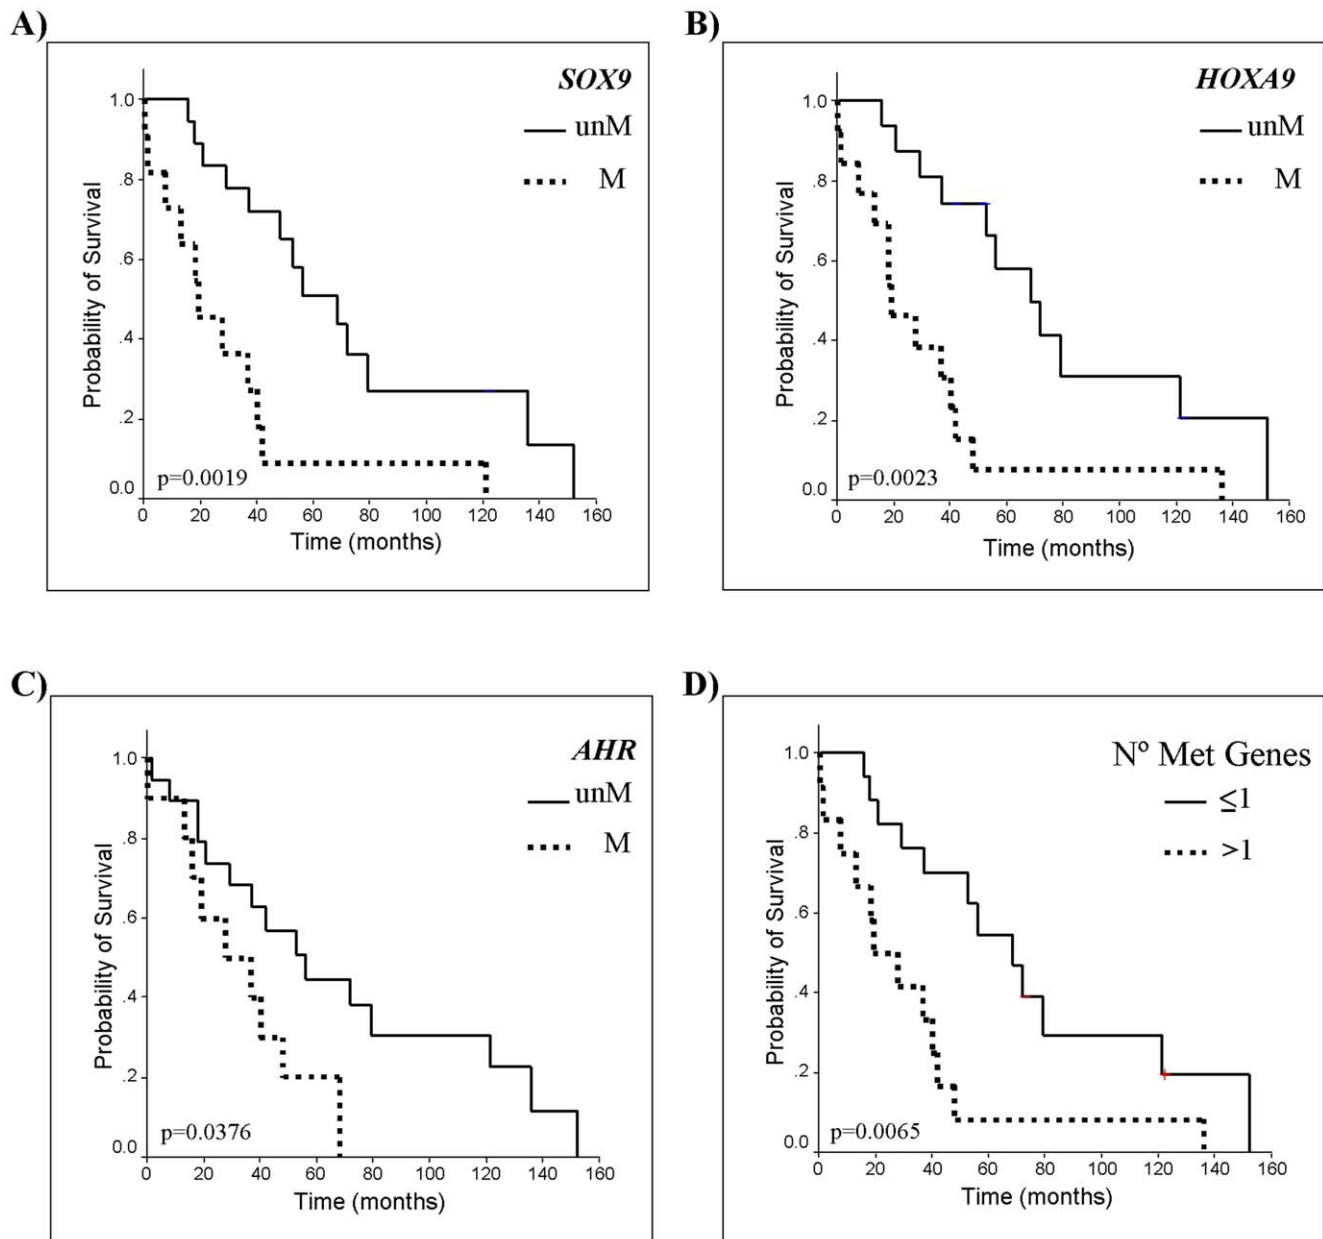 A)
SOX9
unM
M
1.0
.8
.6
.4
.2
0.0
Probability of Survival
p=0.0019
0 20 40 60 80 100 120 140 160
Time (months)
B)
HOXA9
unM
M
1.0
.8
.6
.4
.2
0.0
Probability of Survival
p=0.0023
0 20 40 60 80 100 120 140 160
Time (months)
C)
AHR
unM
M
1.0
.8
.6
.4
.2
0.0
Probability of Survival
p=0.0376
0 20 40 60 80 100 120 140 160
Time (months)
D)
Nº Met Genes
≤1
>1
1.0
.8
.6
.4
.2
0.0
Probability of Survival
p=0.0065
0 20 40 60 80 100 120 140 160
Time (months)